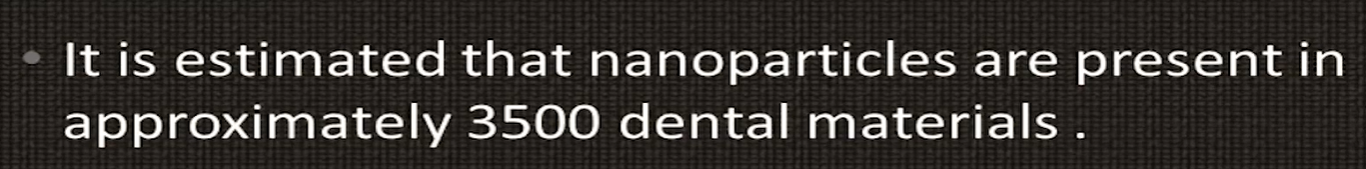 • It is estimated that nanoparticles are present in
approximately 3500 dental materials .